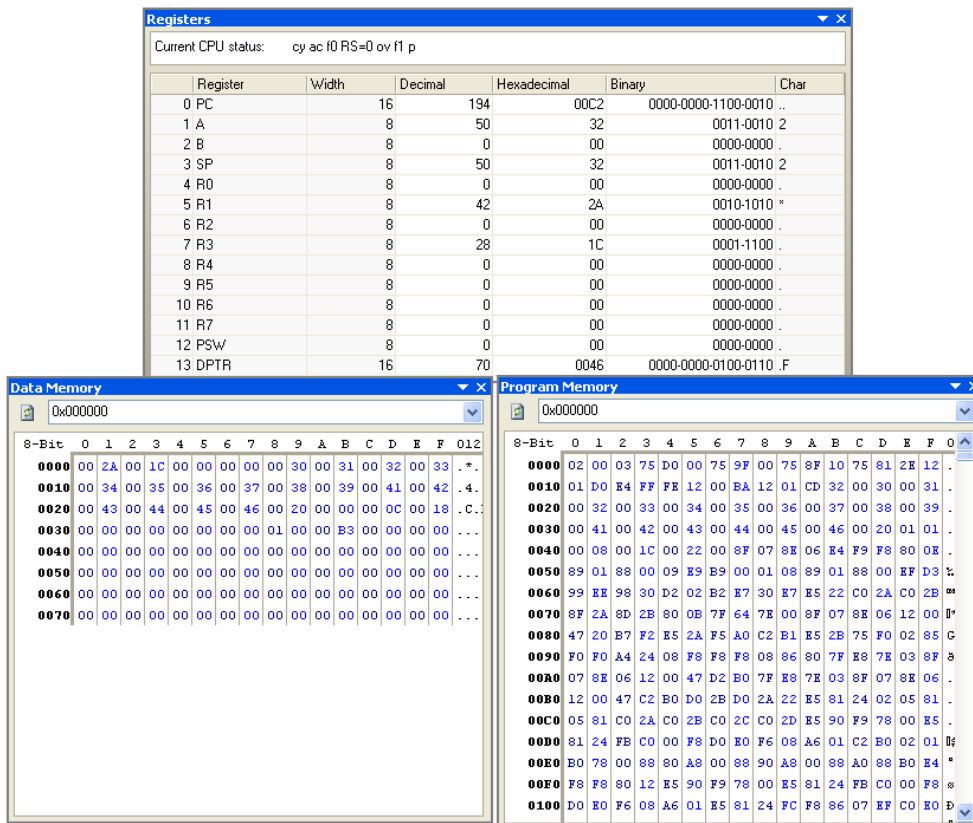 Registers
Current CPU status: cy ac f0 RS=0 ov f1 p
Register Width Decimal Hexadecimal Binary Char
0 PC 16 194 00C2 0000-0000-1100-0010 ..
1 A 8 50 32 0011-0010 2
2 B 8 0 00 0000-0000 .
3 SP 8 50 32 0011-0010 2
4 R0 8 0 00 0000-0000 .
5 R1 8 42 2A 0010-1010 *
6 R2 8 0 00 0000-0000 .
7 R3 8 28 1C 0001-1100 .
8 R4 8 0 00 0000-0000 .
9 R5 8 0 00 0000-0000 .
10 R6 8 0 00 0000-0000 .
11 R7 8 0 00 0000-0000 .
12 PSW 8 0 00 0000-0000 .
13 DPTR 16 70 0046 0000-0000-0100-0110 .F
Data Memory
0x000000
8-Bit 0 1 2 3 4 5 6 7 8 9 A B C D E F 012
0000 00 2A 00 1C 00 00 00 00 00 30 00 31 00 32 00 33 .*.
0010 00 34 00 35 00 36 00 37 00 38 00 39 00 41 00 42 .4.
0020 00 43 00 44 00 45 00 46 00 20 00 00 00 0C 00 18 .C.
0030 00 00 00 00 00 00 00 01 00 00 B3 00 00 00 00 00 ...
0040 00 00 00 00 00 00 00 00 00 00 00 00 00 00 00 00 ...
0050 00 00 00 00 00 00 00 00 00 00 00 00 00 00 00 00 ...
0060 00 00 00 00 00 00 00 00 00 00 00 00 00 00 00 00 ...
0070 00 00 00 00 00 00 00 00 00 00 00 00 00 00 00 00 ...
Program Memory
0x000000
8-Bit 0 1 2 3 4 5 6 7 8 9 A B C D E F 0
0000 02 00 03 75 D0 00 75 9F 00 75 8F 10 75 81 2E 12 .
0010 01 D0 E4 FF FE 12 00 BA 12 01 CD 32 00 30 00 31 .
0020 00 32 00 33 00 34 00 35 00 36 00 37 00 38 00 39 .
0030 00 41 00 42 00 43 00 44 00 45 00 46 00 20 01 01 .
0040 00 08 00 1C 00 22 00 8F 07 8E 06 E4 F9 F8 80 0E .
0050 89 01 88 00 09 E9 B9 00 01 08 89 01 88 00 EF D3
0060 99 EE 98 30 D2 02 B2 E7 30 E7 E5 22 C0 2A C0 2B
0070 8F 2A 8D 2B 80 0B 7F 64 7E 00 8F 07 8E 06 12 00
0080 47 20 B7 F2 E5 2A F5 A0 C2 B1 E5 2B 75 F0 02 85 G
0090 F0 F0 A4 24 08 F8 F8 F8 08 86 80 7F E8 7E 03 8F
00A0 07 8E 06 12 00 47 D2 B0 7F E8 7E 03 8F 07 8E 06 .
00B0 12 00 47 C2 B0 D0 2B D0 2A 22 E5 81 24 02 05 81 .
00C0 05 81 C0 2A C0 2B C0 2C C0 2D E5 90 F9 78 00 E5 .
00D0 81 24 FB C0 00 F8 D0 E0 F6 08 A6 01 C2 B0 02 01
00E0 B0 78 00 88 80 A8 00 88 90 A8 00 88 A0 88 B0 E4
00F0 F8 F8 80 12 E5 90 F9 78 00 E5 81 24 FB C0 00 F8
0100 D0 E0 F6 08 A6 01 E5 81 24 FC F8 86 07 EF C0 E0 Ð